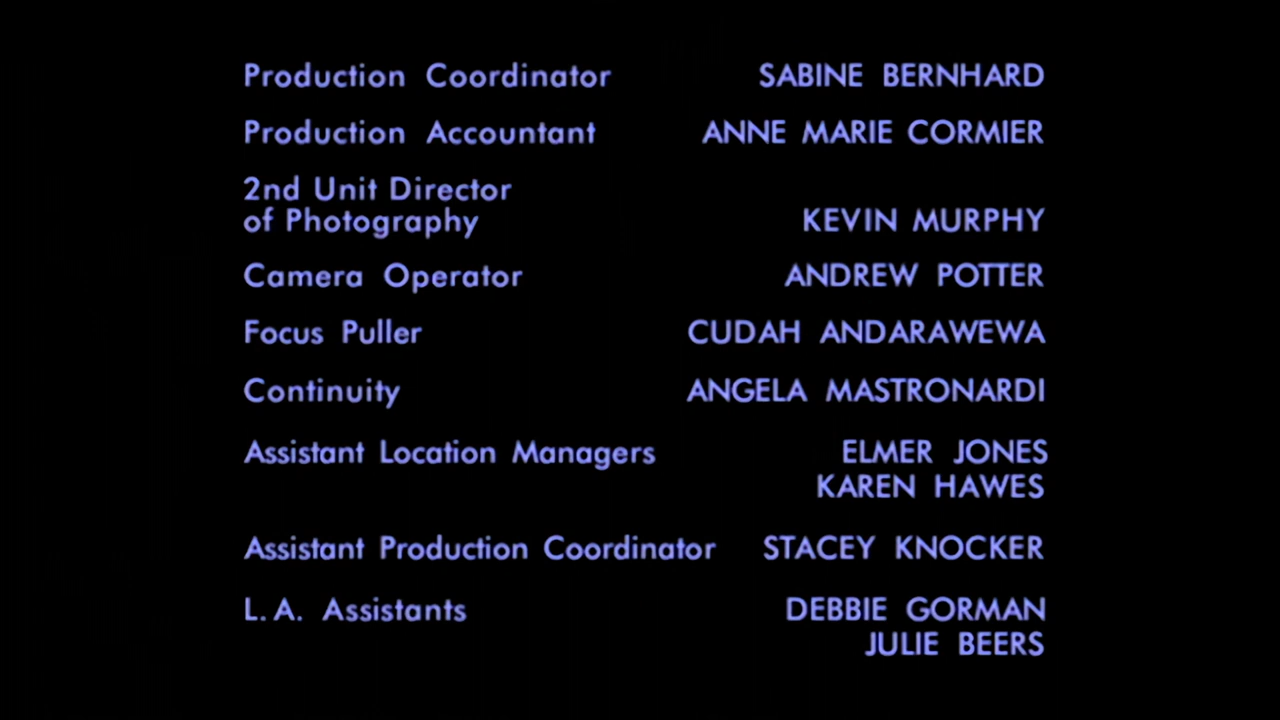 Production Coordinator SABINE BERNHARD
Production Accountant ANNE MARIE CORMIER
2nd Unit Director
of Photography KEVIN MURPHY
Camera Operator ANDREW POTTER
Focus Puller CUDAH ANDARAWEWA
Continuity ANGELA MASTRONARDI
Assistant Location Managers ELMER JONES
KAREN HAWES
Assistant Production Coordinator STACEY KNOCKER
L.A. Assistants DEBBIE GORMAN
JULIE BEERS